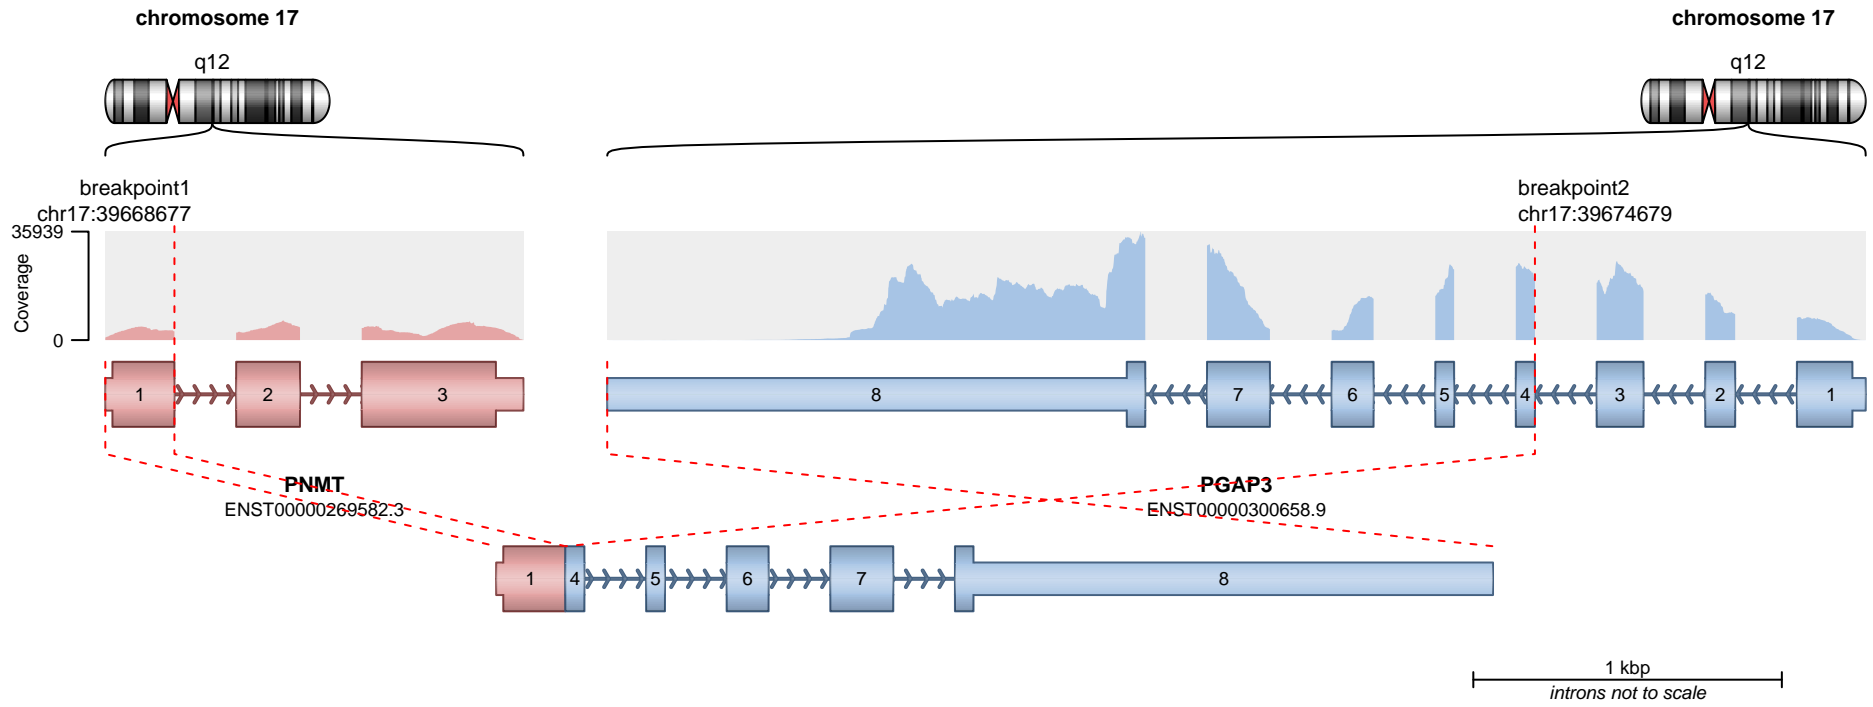 chromosome 17
chromosome 17
q12
q12
breakpoint1
chr17:39668677
breakpoint2
chr17:39674679
35939
Coverage
0
1 2 3
8 7 6 5 4 3 2 1
PNMT
ENST00000269582.3
PGAP3
ENST00000300658.9
1 4 5 6 7 8
1 kbp
introns not to scale